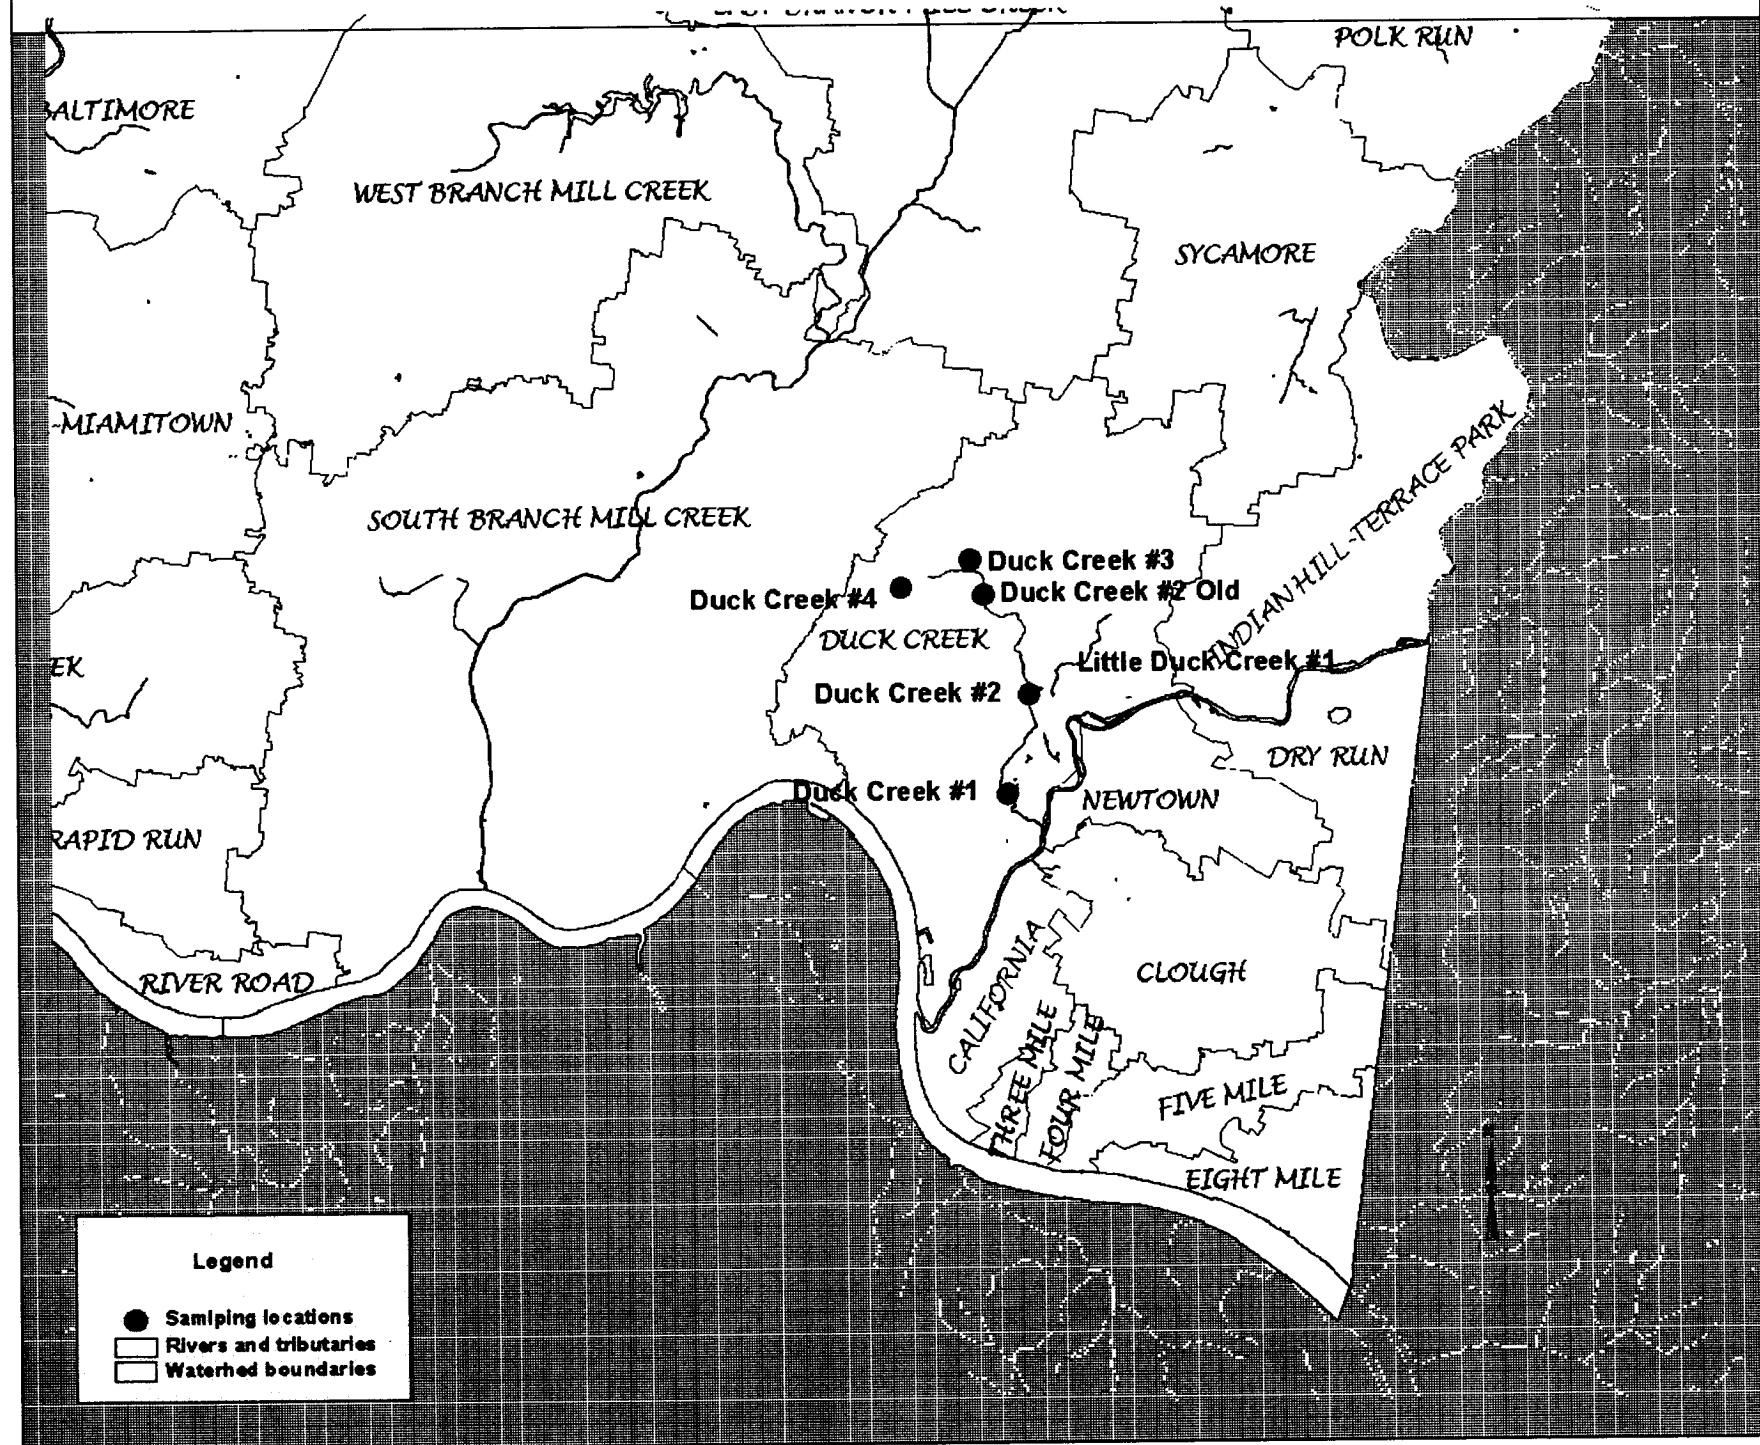 POLK RUN
BALTIMORE
WEST BRANCH MILL CREEK
SYCAMORE
-MIAMITOWN
INDIAN HILL-TERRACE PARK
SOUTH BRANCH MILL CREEK
Duck Creek #3
Duck Creek #4
Duck Creek #2 Old
DUCK CREEK
EK
Little Duck Creek #1
Duck Creek #2
DRY RUN
Duck Creek #1
NEWTOWN
RAPID RUN
CLOUGH
RIVER ROAD
CALIFORNIA
THREE MILE
FOUR MILE
FIVE MILE
EIGHT MILE
Legend
Samlping locations
Rivers and tributaries
Waterhed boundaries